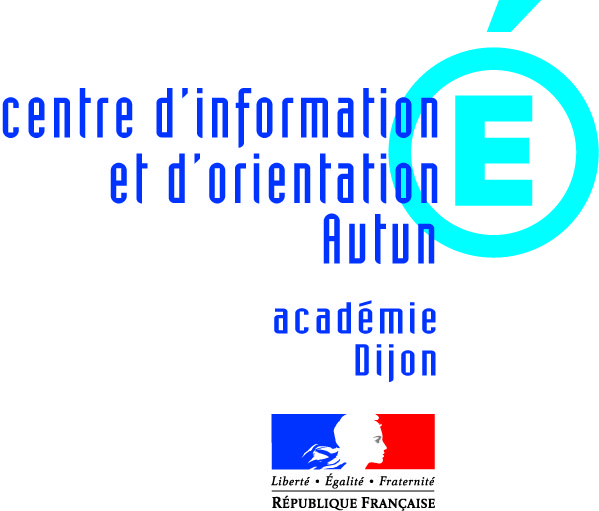 centre d'information
et d'orientation
Autun
É
académie
Dijon
Liberté • Égalité • Fraternité
RÉPUBLIQUE FRANÇAISE